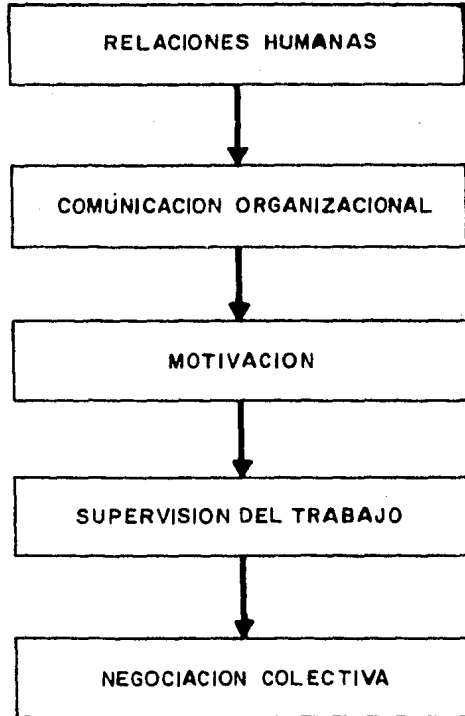 RELACIONES HUMANAS
COMUNICACION ORGANIZACIONAL
MOTIVACION
SUPERVISION DEL TRABAJO
NEGOCIACION COLECTIVA